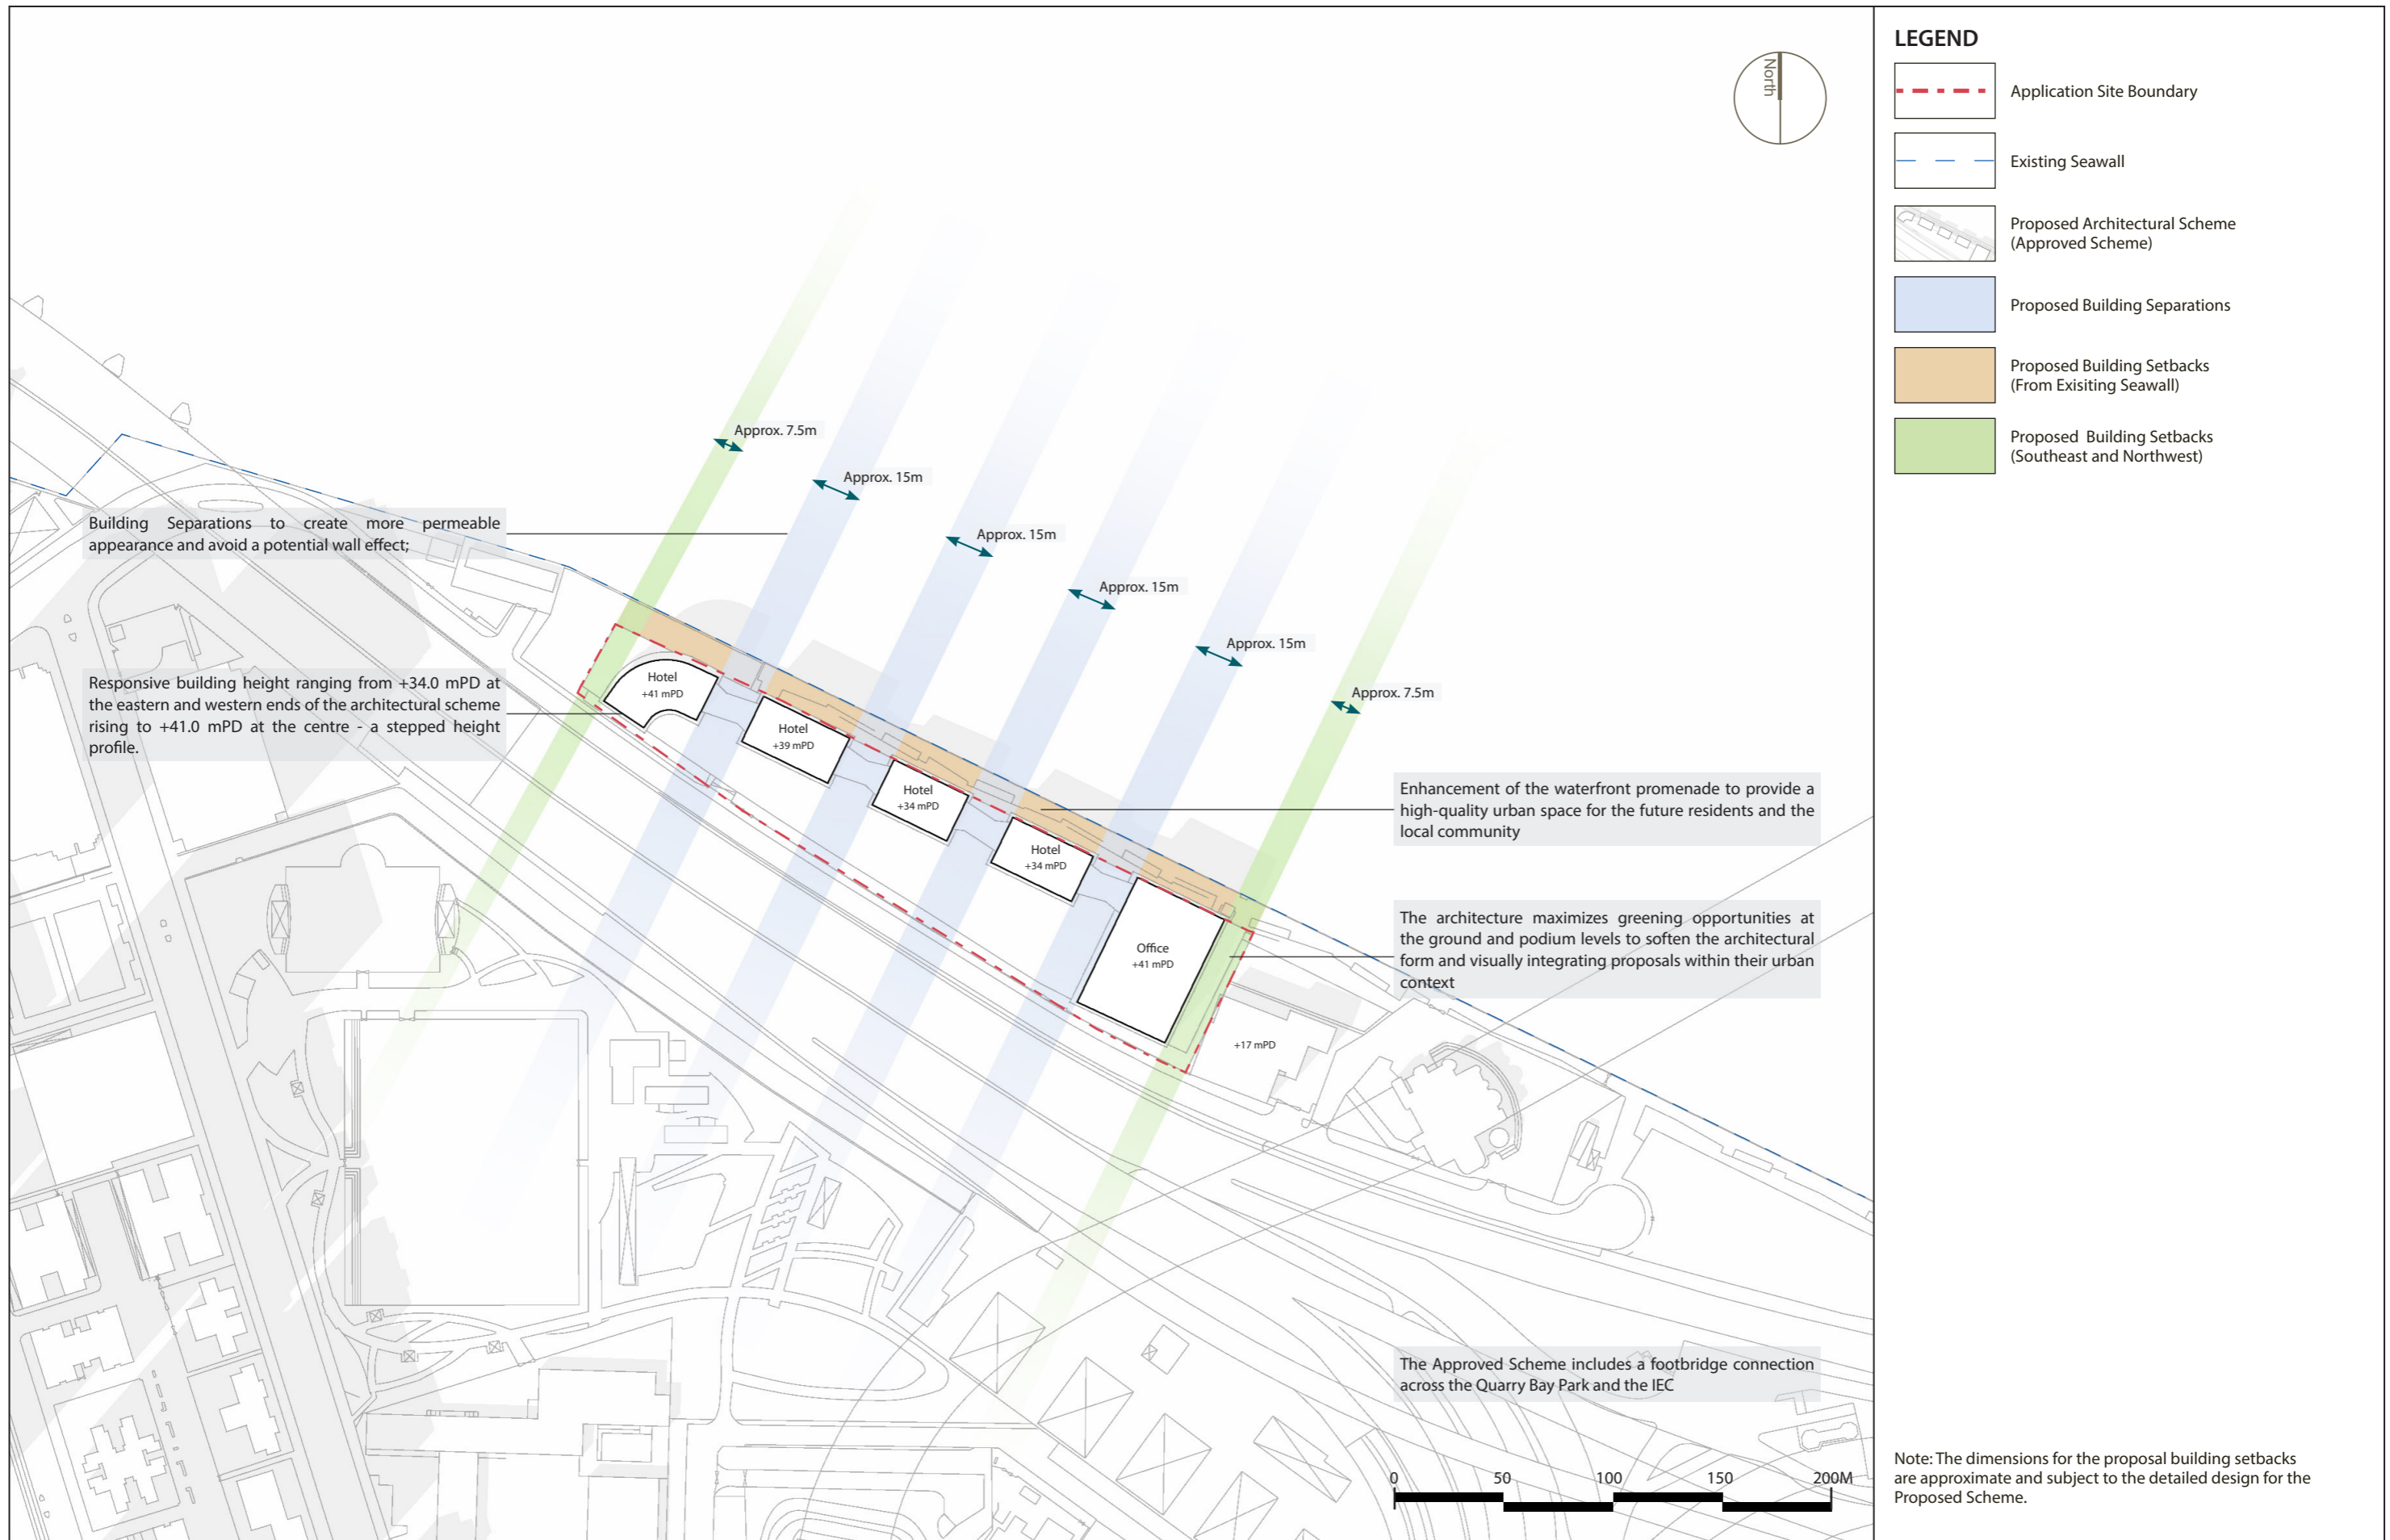 North
Approx. 7.5m
Approx. 15m
Approx. 15m
Approx. 15m
Approx. 15m
Approx. 7.5m
Building Separations to create more permeable
appearance and avoid a potential wall effect;
Responsive building height ranging from +34.0 mPD at
the eastern and western ends of the architectural scheme
rising to +41.0 mPD at the centre - a stepped height
profile.
Hotel
+41 mPD
Hotel
+39 mPD
Hotel
+34 mPD
Hotel
+34 mPD
Office
+41 mPD
+17 mPD
Enhancement of the waterfront promenade to provide a
high-quality urban space for the future residents and the
local community
The architecture maximizes greening opportunities at
the ground and podium levels to soften the architectural
form and visually integrating proposals within their urban
context
The Approved Scheme includes a footbridge connection
across the Quarry Bay Park and the IEC
0 50 100 150 200M
LEGEND
Application Site Boundary
Existing Seawall
Proposed Architectural Scheme
(Approved Scheme)
Proposed Building Separations
Proposed Building Setbacks
(From Exisiting Seawall)
Proposed Building Setbacks
(Southeast and Northwest)
Note: The dimensions for the proposal building setbacks
are approximate and subject to the detailed design for the
Proposed Scheme.